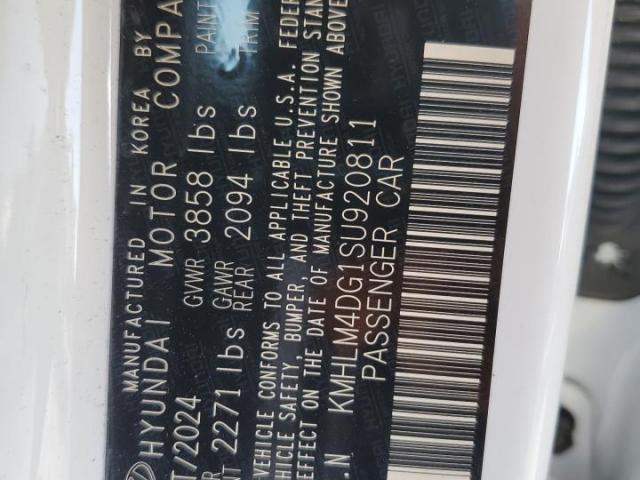 MANUFACTURED IN KOREA BY
HYUNDAI MOTOR COMPA
T/2024 GVWR 3858 lbs PAINT
2271 lbs GAWR REAR 2094 lbs TRIM
VEHICLE CONFORMS TO ALL APPLICABLE U.S.A. FEDER
HICLE SAFETY, BUMPER, AND THEFT PREVENTION STAN
EFFECT ON THE DATE OF MANUFACTURE SHOWN ABOVE
.N KMHLM4DG1SU920811
PASSENGER CAR